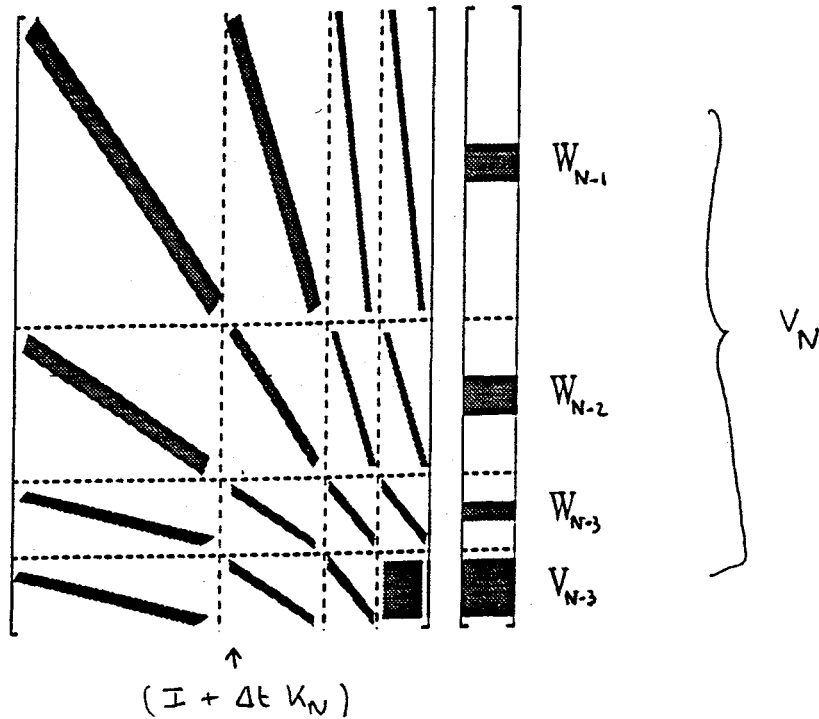 W_{N-1}
V_N
W_{N-2}
W_{N-3}
V_{N-3}
↑
(I + Δt K_N)